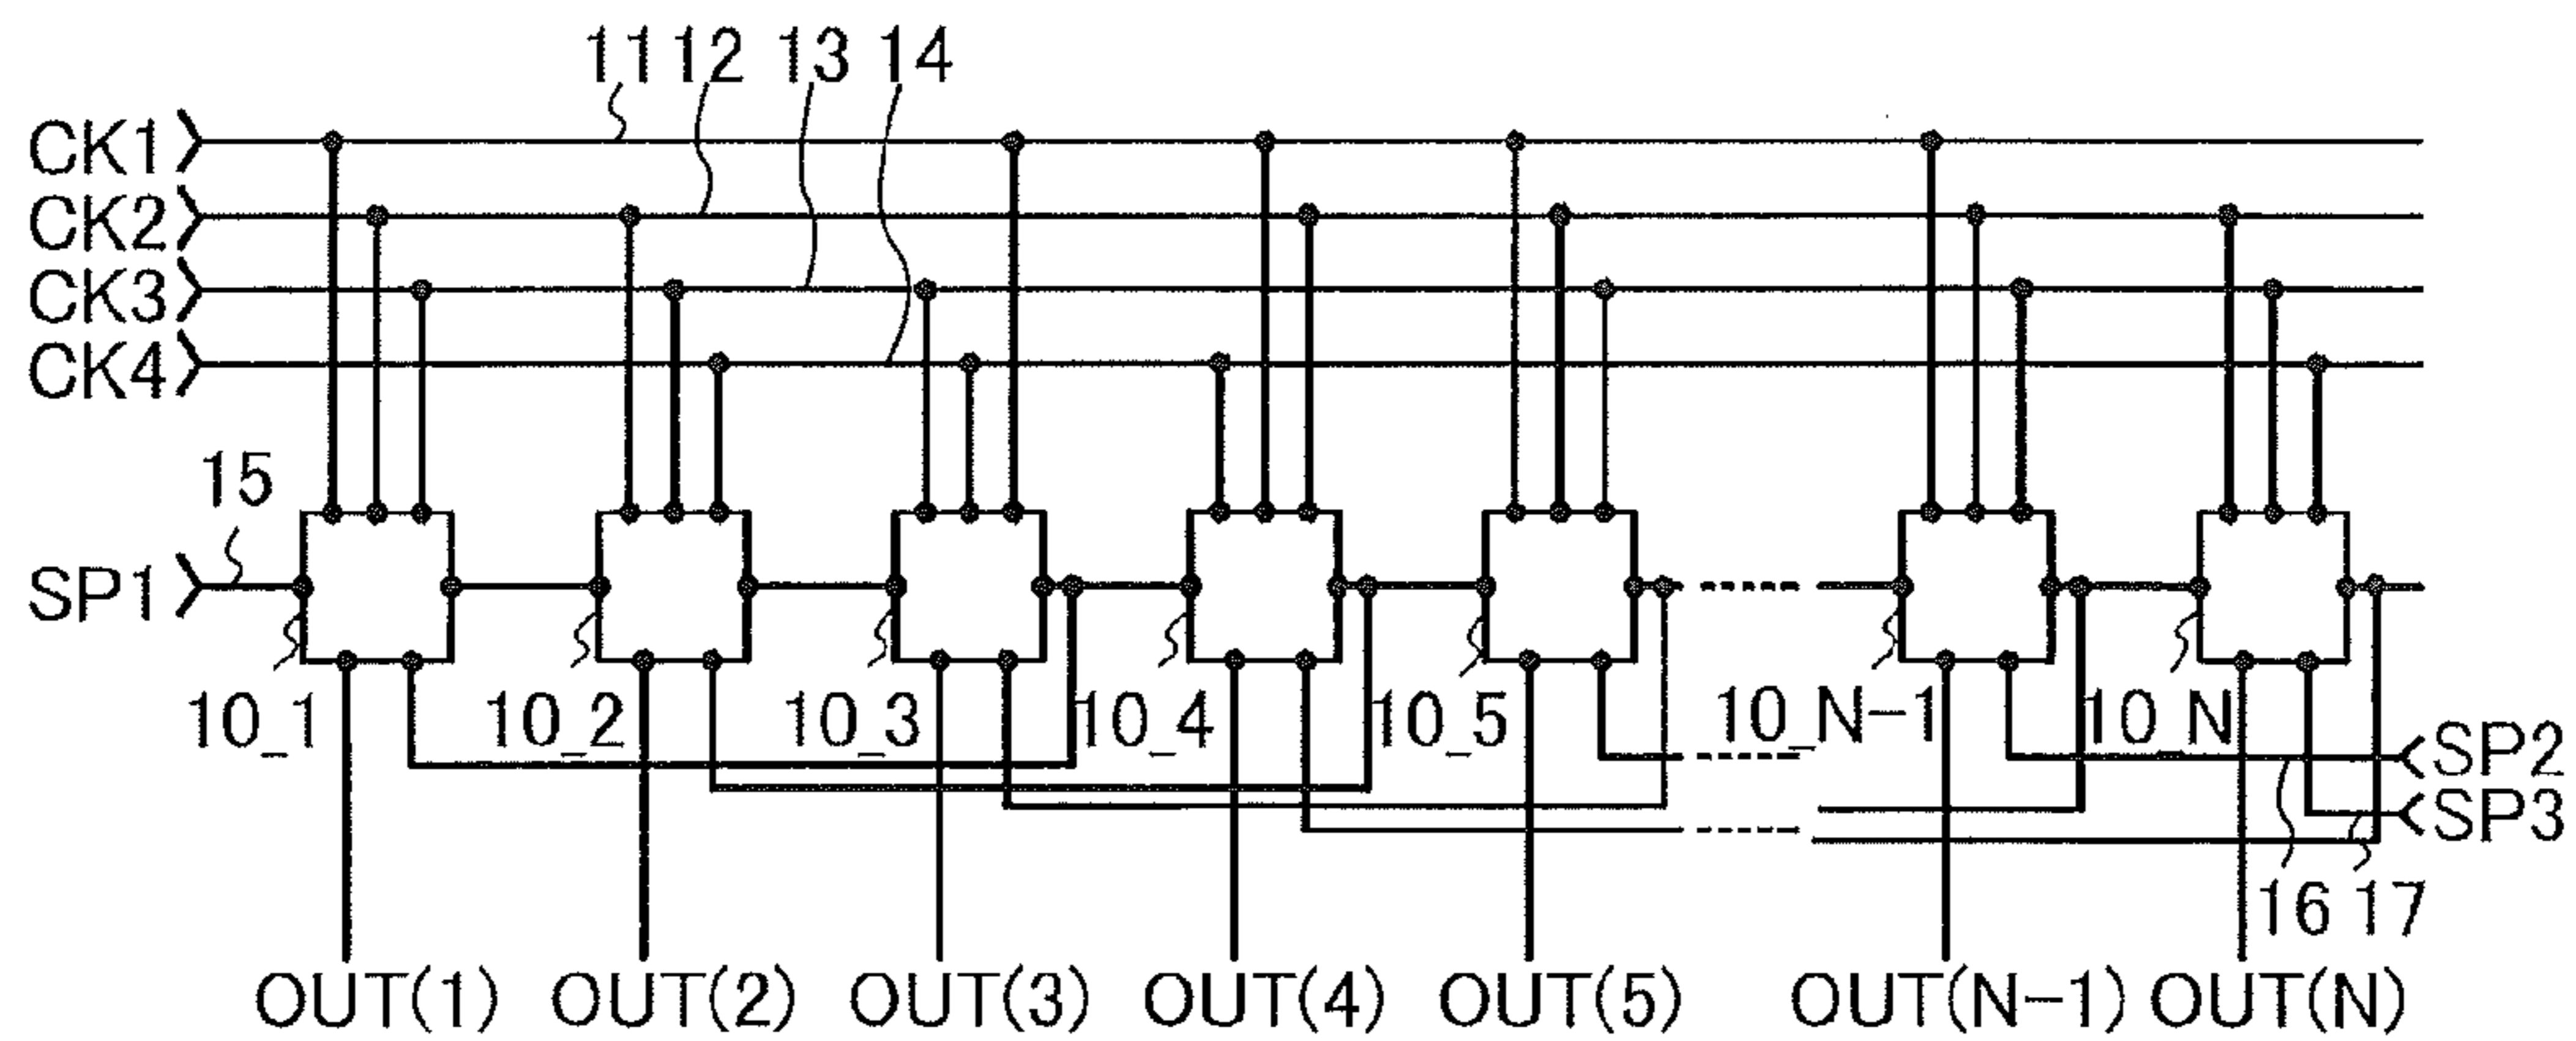 11 12 13 14
CK1
CK2
CK3
CK4
15
SP1
10_1 10_2 10_3 10_4 10_5 10_N-1 10_N
SP2
SP3
16 17
OUT(1) OUT(2) OUT(3) OUT(4) OUT(5) OUT(N-1) OUT(N)